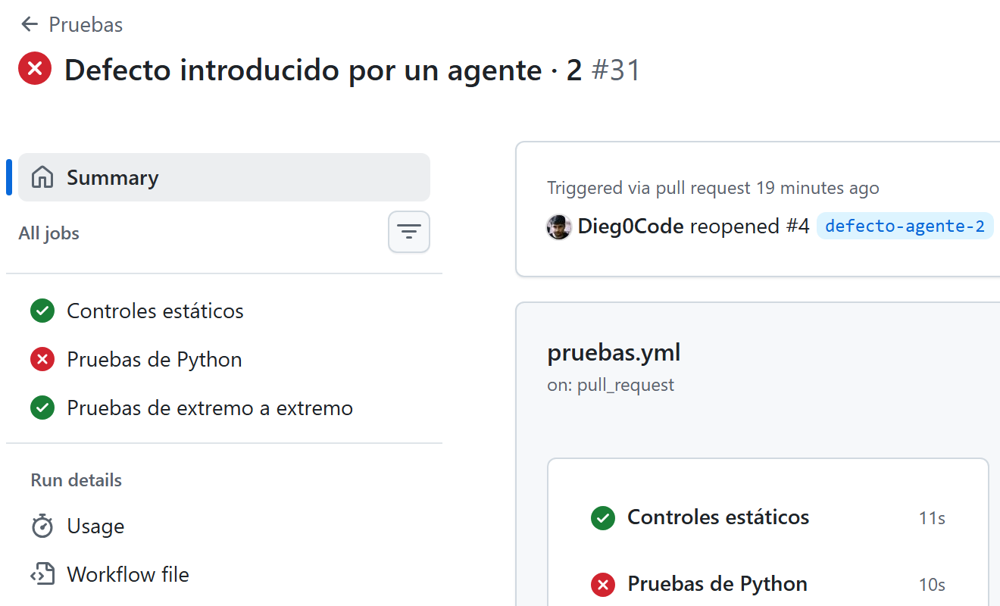 ← Pruebas
Defecto introducido por un agente · 2 #31
Summary
All jobs
Controles estáticos
Pruebas de Python
Pruebas de extremo a extremo
Run details
Usage
Workflow file
Triggered via pull request 19 minutes ago
Dieg0Code reopened #4 defecto-agente-2
pruebas.yml
on: pull_request
Controles estáticos 11s
Pruebas de Python 10s